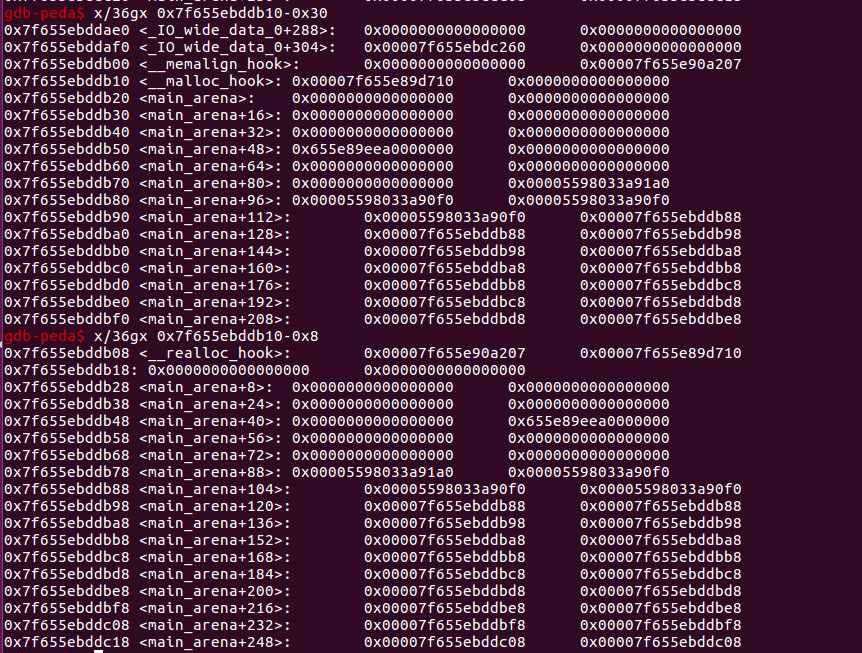 gdb-peda$ x/36gx 0x7f655ebddb10-0x30
0x7f655ebddae0 <_IO_wide_data_0+288>: 0x0000000000000000 0x0000000000000000
0x7f655ebddaf0 <_IO_wide_data_0+304>: 0x00007f655ebdc260 0x0000000000000000
0x7f655ebddb00 <__memalign_hook>: 0x0000000000000000 0x00007f655e90a207
0x7f655ebddb10 <__malloc_hook>: 0x00007f655e89d710 0x0000000000000000
0x7f655ebddb20 <main_arena>: 0x0000000000000000 0x0000000000000000
0x7f655ebddb30 <main_arena+16>: 0x0000000000000000 0x0000000000000000
0x7f655ebddb40 <main_arena+32>: 0x0000000000000000 0x0000000000000000
0x7f655ebddb50 <main_arena+48>: 0x655e89eea0000000 0x0000000000000000
0x7f655ebddb60 <main_arena+64>: 0x0000000000000000 0x0000000000000000
0x7f655ebddb70 <main_arena+80>: 0x0000000000000000 0x00005598033a91a0
0x7f655ebddb80 <main_arena+96>: 0x00005598033a90f0 0x00005598033a90f0
0x7f655ebddb90 <main_arena+112>: 0x00005598033a90f0 0x00007f655ebddb88
0x7f655ebddba0 <main_arena+128>: 0x00007f655ebddb88 0x00007f655ebddb98
0x7f655ebddbb0 <main_arena+144>: 0x00007f655ebddb98 0x00007f655ebddba8
0x7f655ebddbc0 <main_arena+160>: 0x00007f655ebddba8 0x00007f655ebddbb8
0x7f655ebddbd0 <main_arena+176>: 0x00007f655ebddbb8 0x00007f655ebddbc8
0x7f655ebddbe0 <main_arena+192>: 0x00007f655ebddbc8 0x00007f655ebddbd8
0x7f655ebddbf0 <main_arena+208>: 0x00007f655ebddbd8 0x00007f655ebddbe8
gdb-peda$ x/36gx 0x7f655ebddb10-0x8
0x7f655ebddb08 <__realloc_hook>: 0x00007f655e90a207 0x00007f655e89d710
0x7f655ebddb18: 0x0000000000000000 0x0000000000000000
0x7f655ebddb28 <main_arena+8>: 0x0000000000000000 0x0000000000000000
0x7f655ebddb38 <main_arena+24>: 0x0000000000000000 0x0000000000000000
0x7f655ebddb48 <main_arena+40>: 0x0000000000000000 0x655e89eea0000000
0x7f655ebddb58 <main_arena+56>: 0x0000000000000000 0x0000000000000000
0x7f655ebddb68 <main_arena+72>: 0x0000000000000000 0x0000000000000000
0x7f655ebddb78 <main_arena+88>: 0x00005598033a91a0 0x00005598033a90f0
0x7f655ebddb88 <main_arena+104>: 0x00005598033a90f0 0x00005598033a90f0
0x7f655ebddb98 <main_arena+120>: 0x00007f655ebddb88 0x00007f655ebddb88
0x7f655ebddba8 <main_arena+136>: 0x00007f655ebddb98 0x00007f655ebddb98
0x7f655ebddbb8 <main_arena+152>: 0x00007f655ebddba8 0x00007f655ebddba8
0x7f655ebddbc8 <main_arena+168>: 0x00007f655ebddbb8 0x00007f655ebddbb8
0x7f655ebddbd8 <main_arena+184>: 0x00007f655ebddbc8 0x00007f655ebddbc8
0x7f655ebddbe8 <main_arena+200>: 0x00007f655ebddbd8 0x00007f655ebddbd8
0x7f655ebddbf8 <main_arena+216>: 0x00007f655ebddbe8 0x00007f655ebddbe8
0x7f655ebddc08 <main_arena+232>: 0x00007f655ebddbf8 0x00007f655ebddbf8
0x7f655ebddc18 <main_arena+248>: 0x00007f655ebddc08 0x00007f655ebddc08